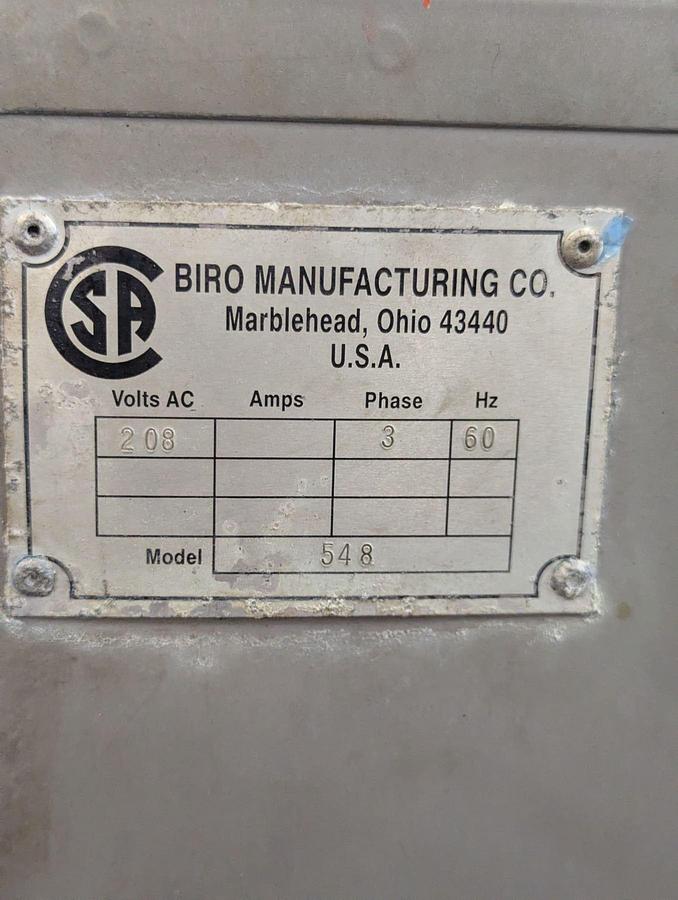 CSA
BIRO MANUFACTURING CO.
Marblehead, Ohio 43440
U.S.A.
Volts AC Amps Phase Hz
208 3 60
Model 548